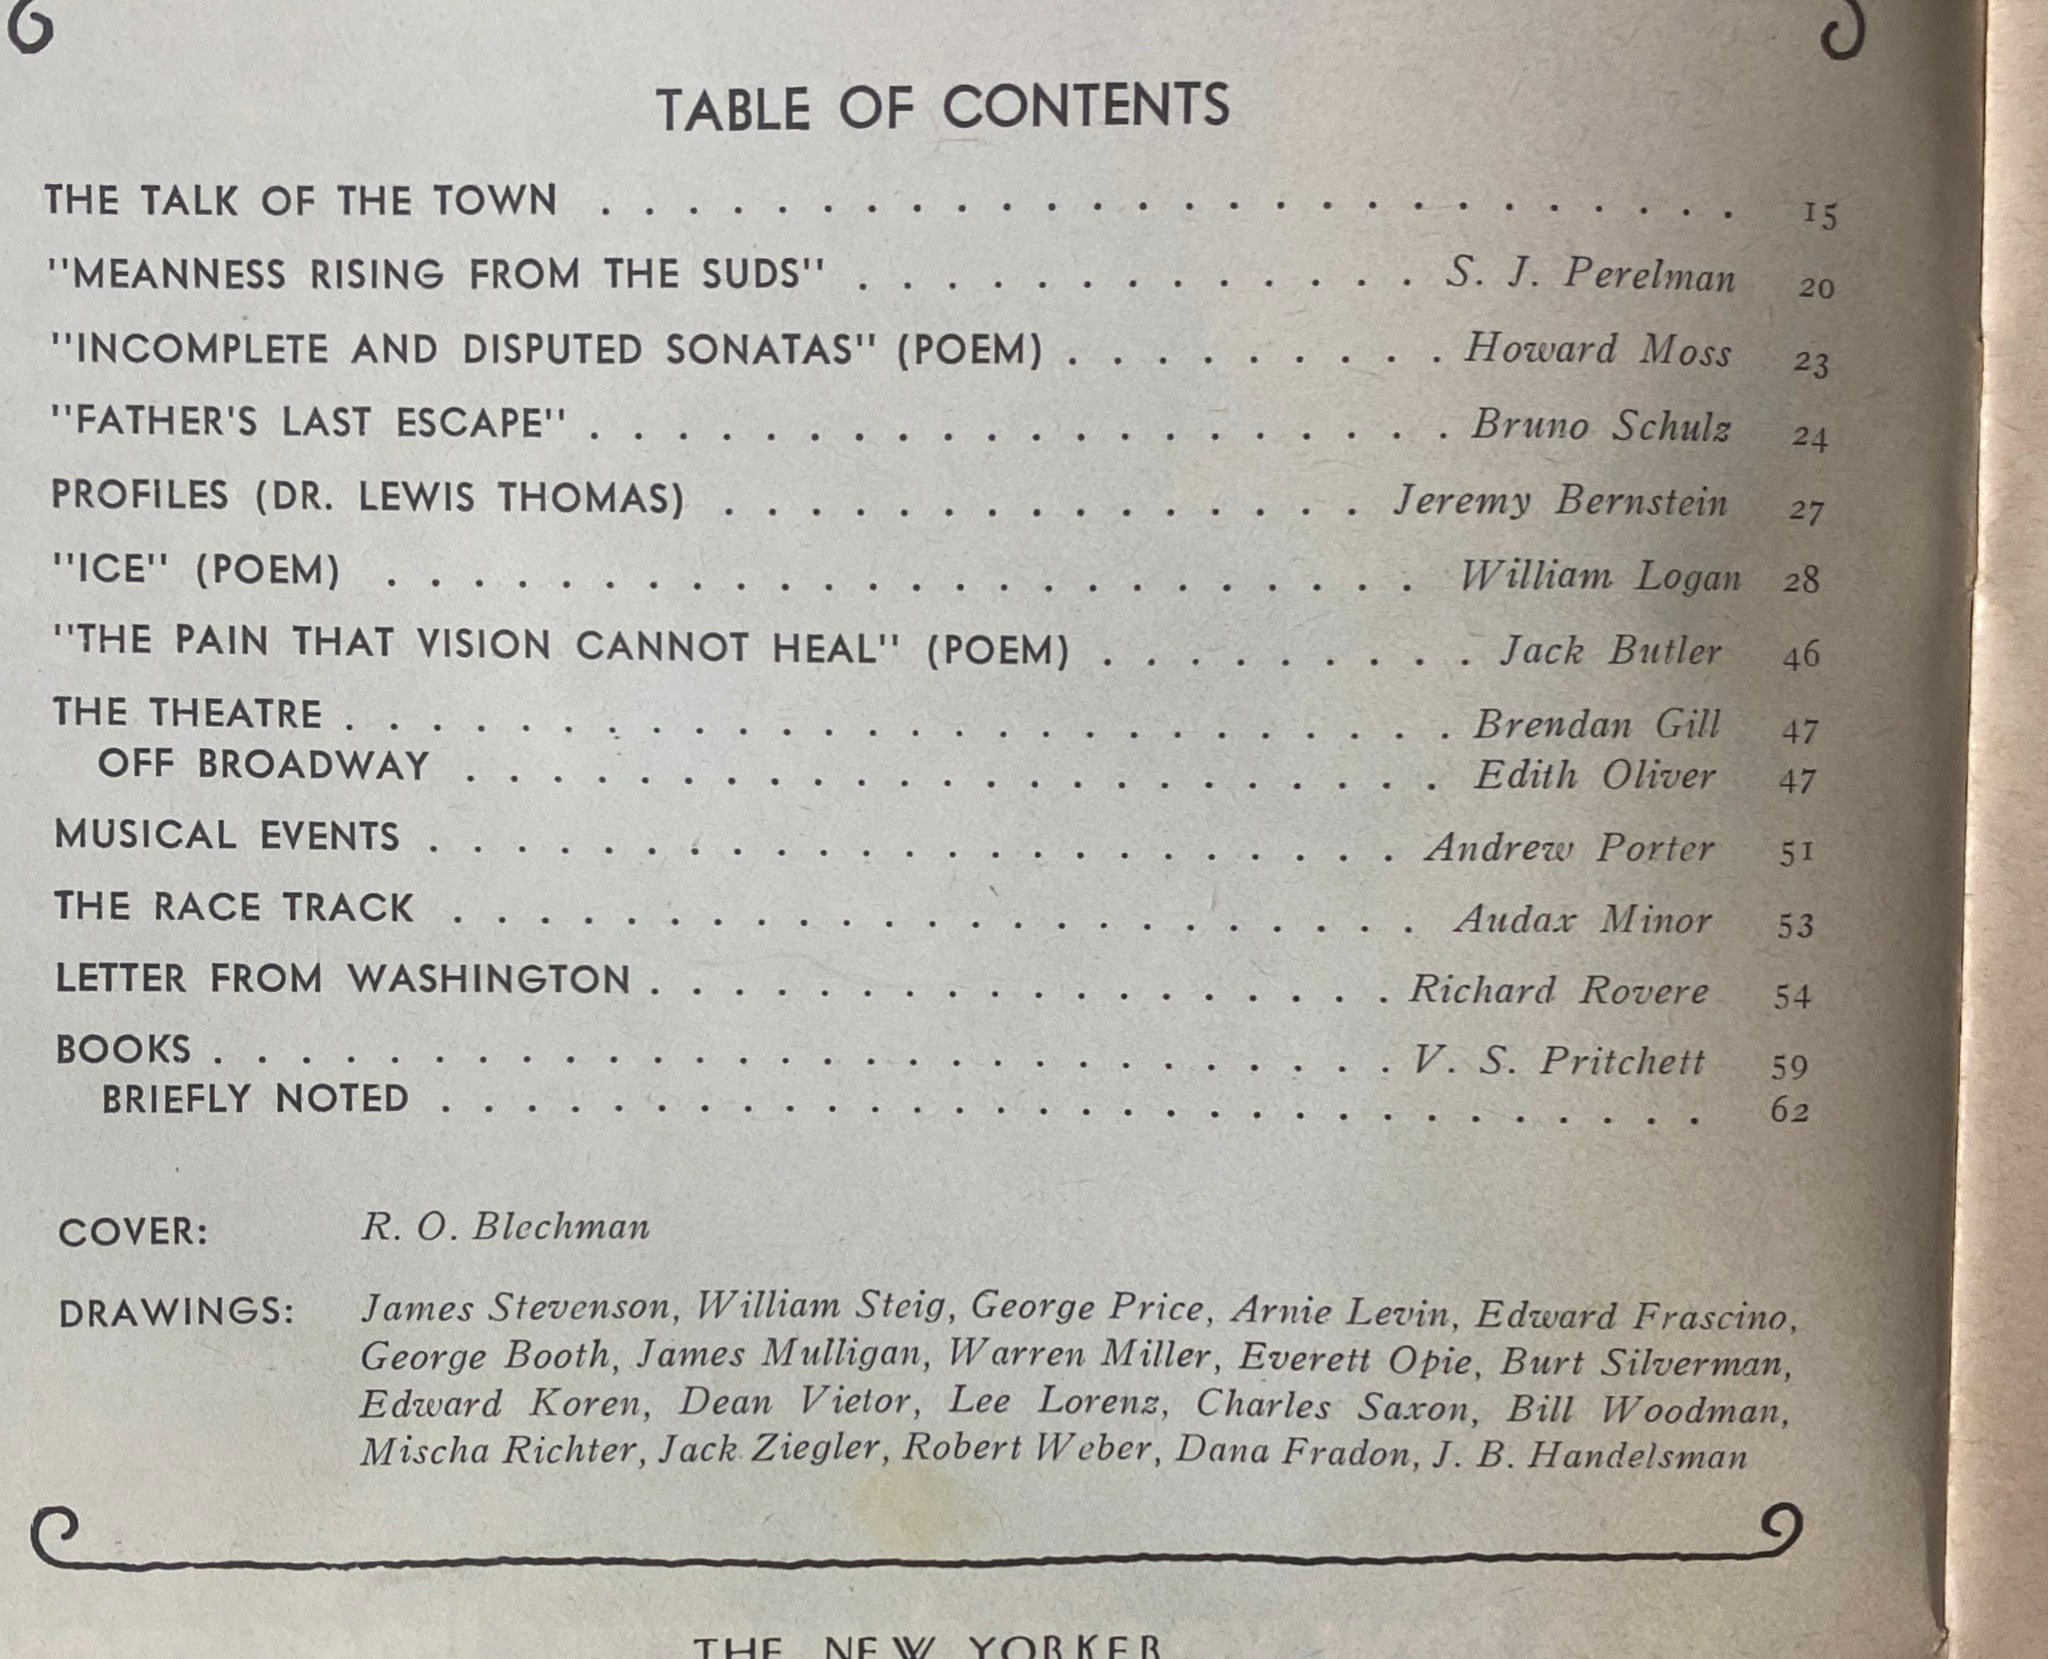 TABLE OF CONTENTS
THE TALK OF THE TOWN . . . . . . . . . . . . . . . . . . . . . . . . . . 15
"MEANNESS RISING FROM THE SUDS" . . . . . . . . . . . . . S. J. Perelman 20
"INCOMPLETE AND DISPUTED SONATAS" (POEM) . . . . . . . . . Howard Moss 23
"FATHER'S LAST ESCAPE" . . . . . . . . . . . . . . . . . . . . Bruno Schulz 24
PROFILES (DR. LEWIS THOMAS) . . . . . . . . . . . . . . . Jeremy Bernstein 27
"ICE" (POEM) . . . . . . . . . . . . . . . . . . . . . . . . William Logan 28
"THE PAIN THAT VISION CANNOT HEAL" (POEM) . . . . . . . . . Jack Butler 46
THE THEATRE . . . . . . . . . . . . . . . . . . . . . . . . . Brendan Gill 47
OFF BROADWAY . . . . . . . . . . . . . . . . . . . . . . . Edith Oliver 47
MUSICAL EVENTS . . . . . . . . . . . . . . . . . . . . . . . Andrew Porter 51
THE RACE TRACK . . . . . . . . . . . . . . . . . . . . . . . Audax Minor 53
LETTER FROM WASHINGTON . . . . . . . . . . . . . . . . . . Richard Rovere 54
BOOKS . . . . . . . . . . . . . . . . . . . . . . . . . . . . V. S. Pritchett 59
BRIEFLY NOTED . . . . . . . . . . . . . . . . . . . . . . . . . . . . . 62
COVER: R. O. Blechman
DRAWINGS: James Stevenson, William Steig, George Price, Arnie Levin, Edward Frascino,
George Booth, James Mulligan, Warren Miller, Everett Opie, Burt Silverman,
Edward Koren, Dean Vietor, Lee Lorenz, Charles Saxon, Bill Woodman,
Mischa Richter, Jack Ziegler, Robert Weber, Dana Fradon, J. B. Handelsman
THE NEW YORKER